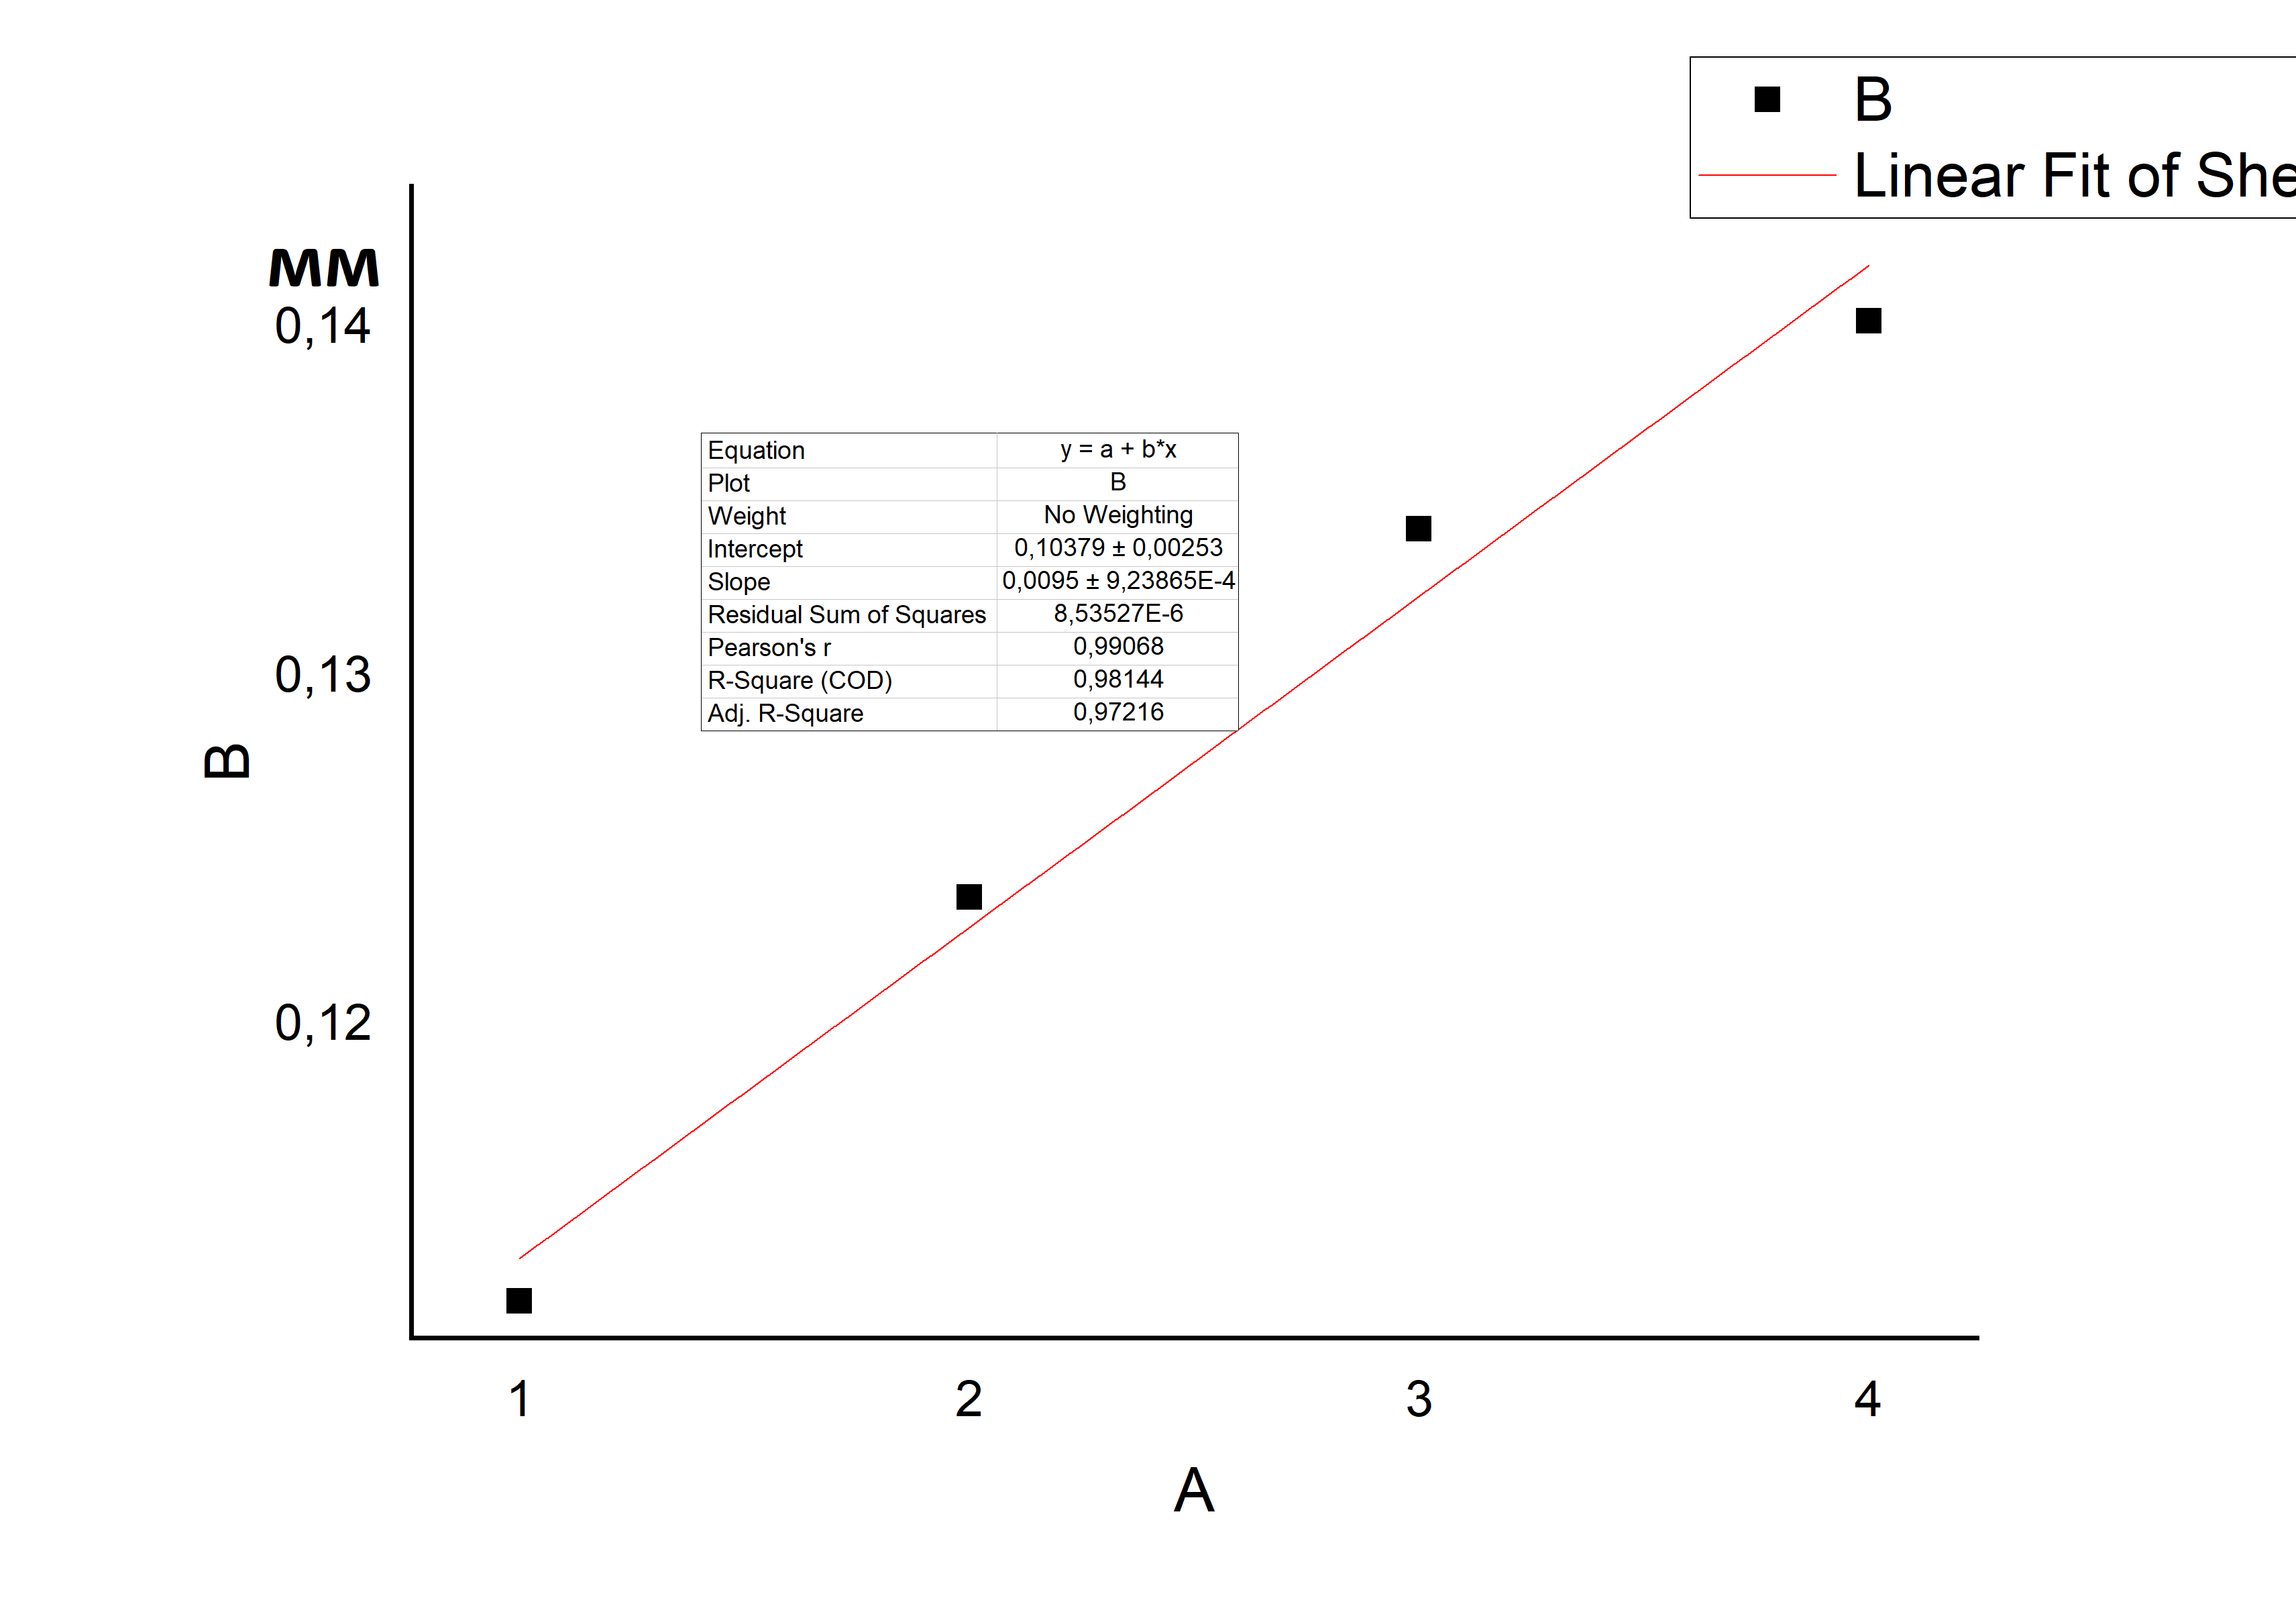 B
Linear Fit of She
мм
0,14
0,13
0,12
B
Equation y = a + b*x
Plot B
Weight No Weighting
Intercept 0,10379 ± 0,00253
Slope 0,0095 ± 9,23865E-4
Residual Sum of Squares 8,53527E-6
Pearson's r 0,99068
R-Square (COD) 0,98144
Adj. R-Square 0,97216
1 2 3 4
A